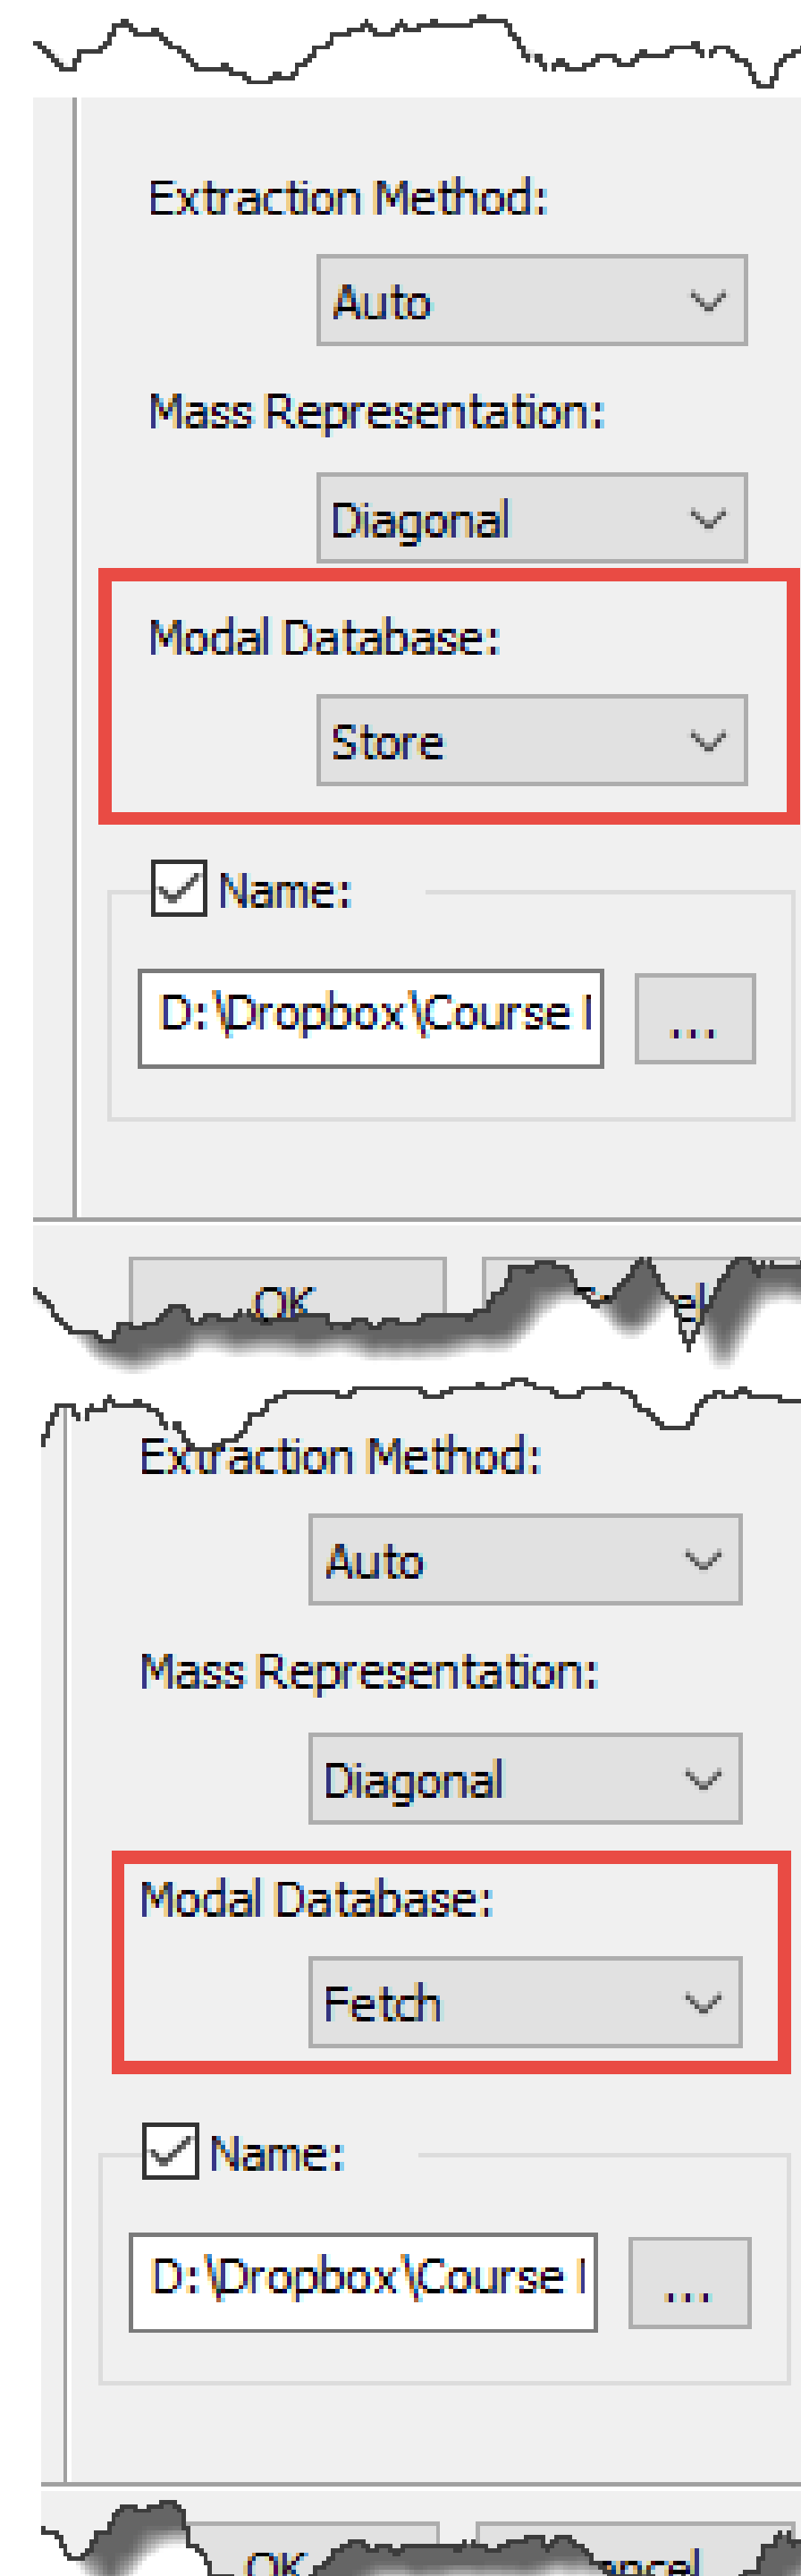 Extraction Method:
Auto
Mass Representation:
Diagonal
Modal Database:
Store
Name:
D:\Dropbox\Course
...
OK
Extraction Method:
Auto
Mass Representation:
Diagonal
Modal Database:
Fetch
Name:
D:\Dropbox\Course
...
OK